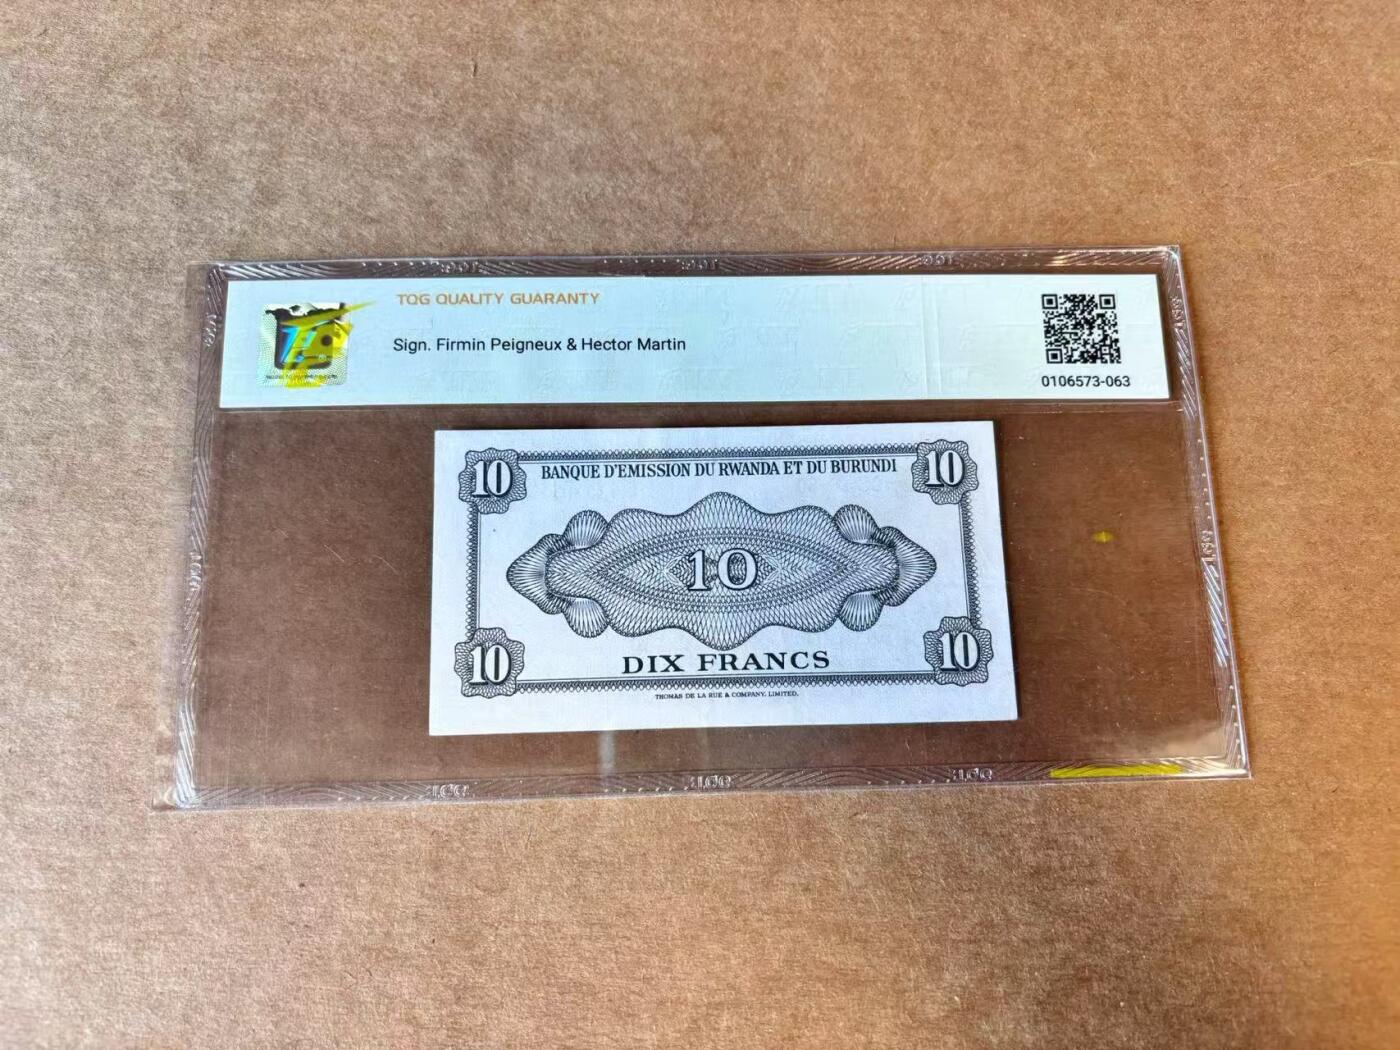 TQG QUALITY GUARANTY
Sign. Firmin Peigneux & Hector Martin
0106573-063
10
BANQUE D'EMISSION DU RWANDA ET DU BURUNDI
10
10
10
DIX FRANCS
10
THOMAS DE LA RUE & COMPANY, LIMITED.